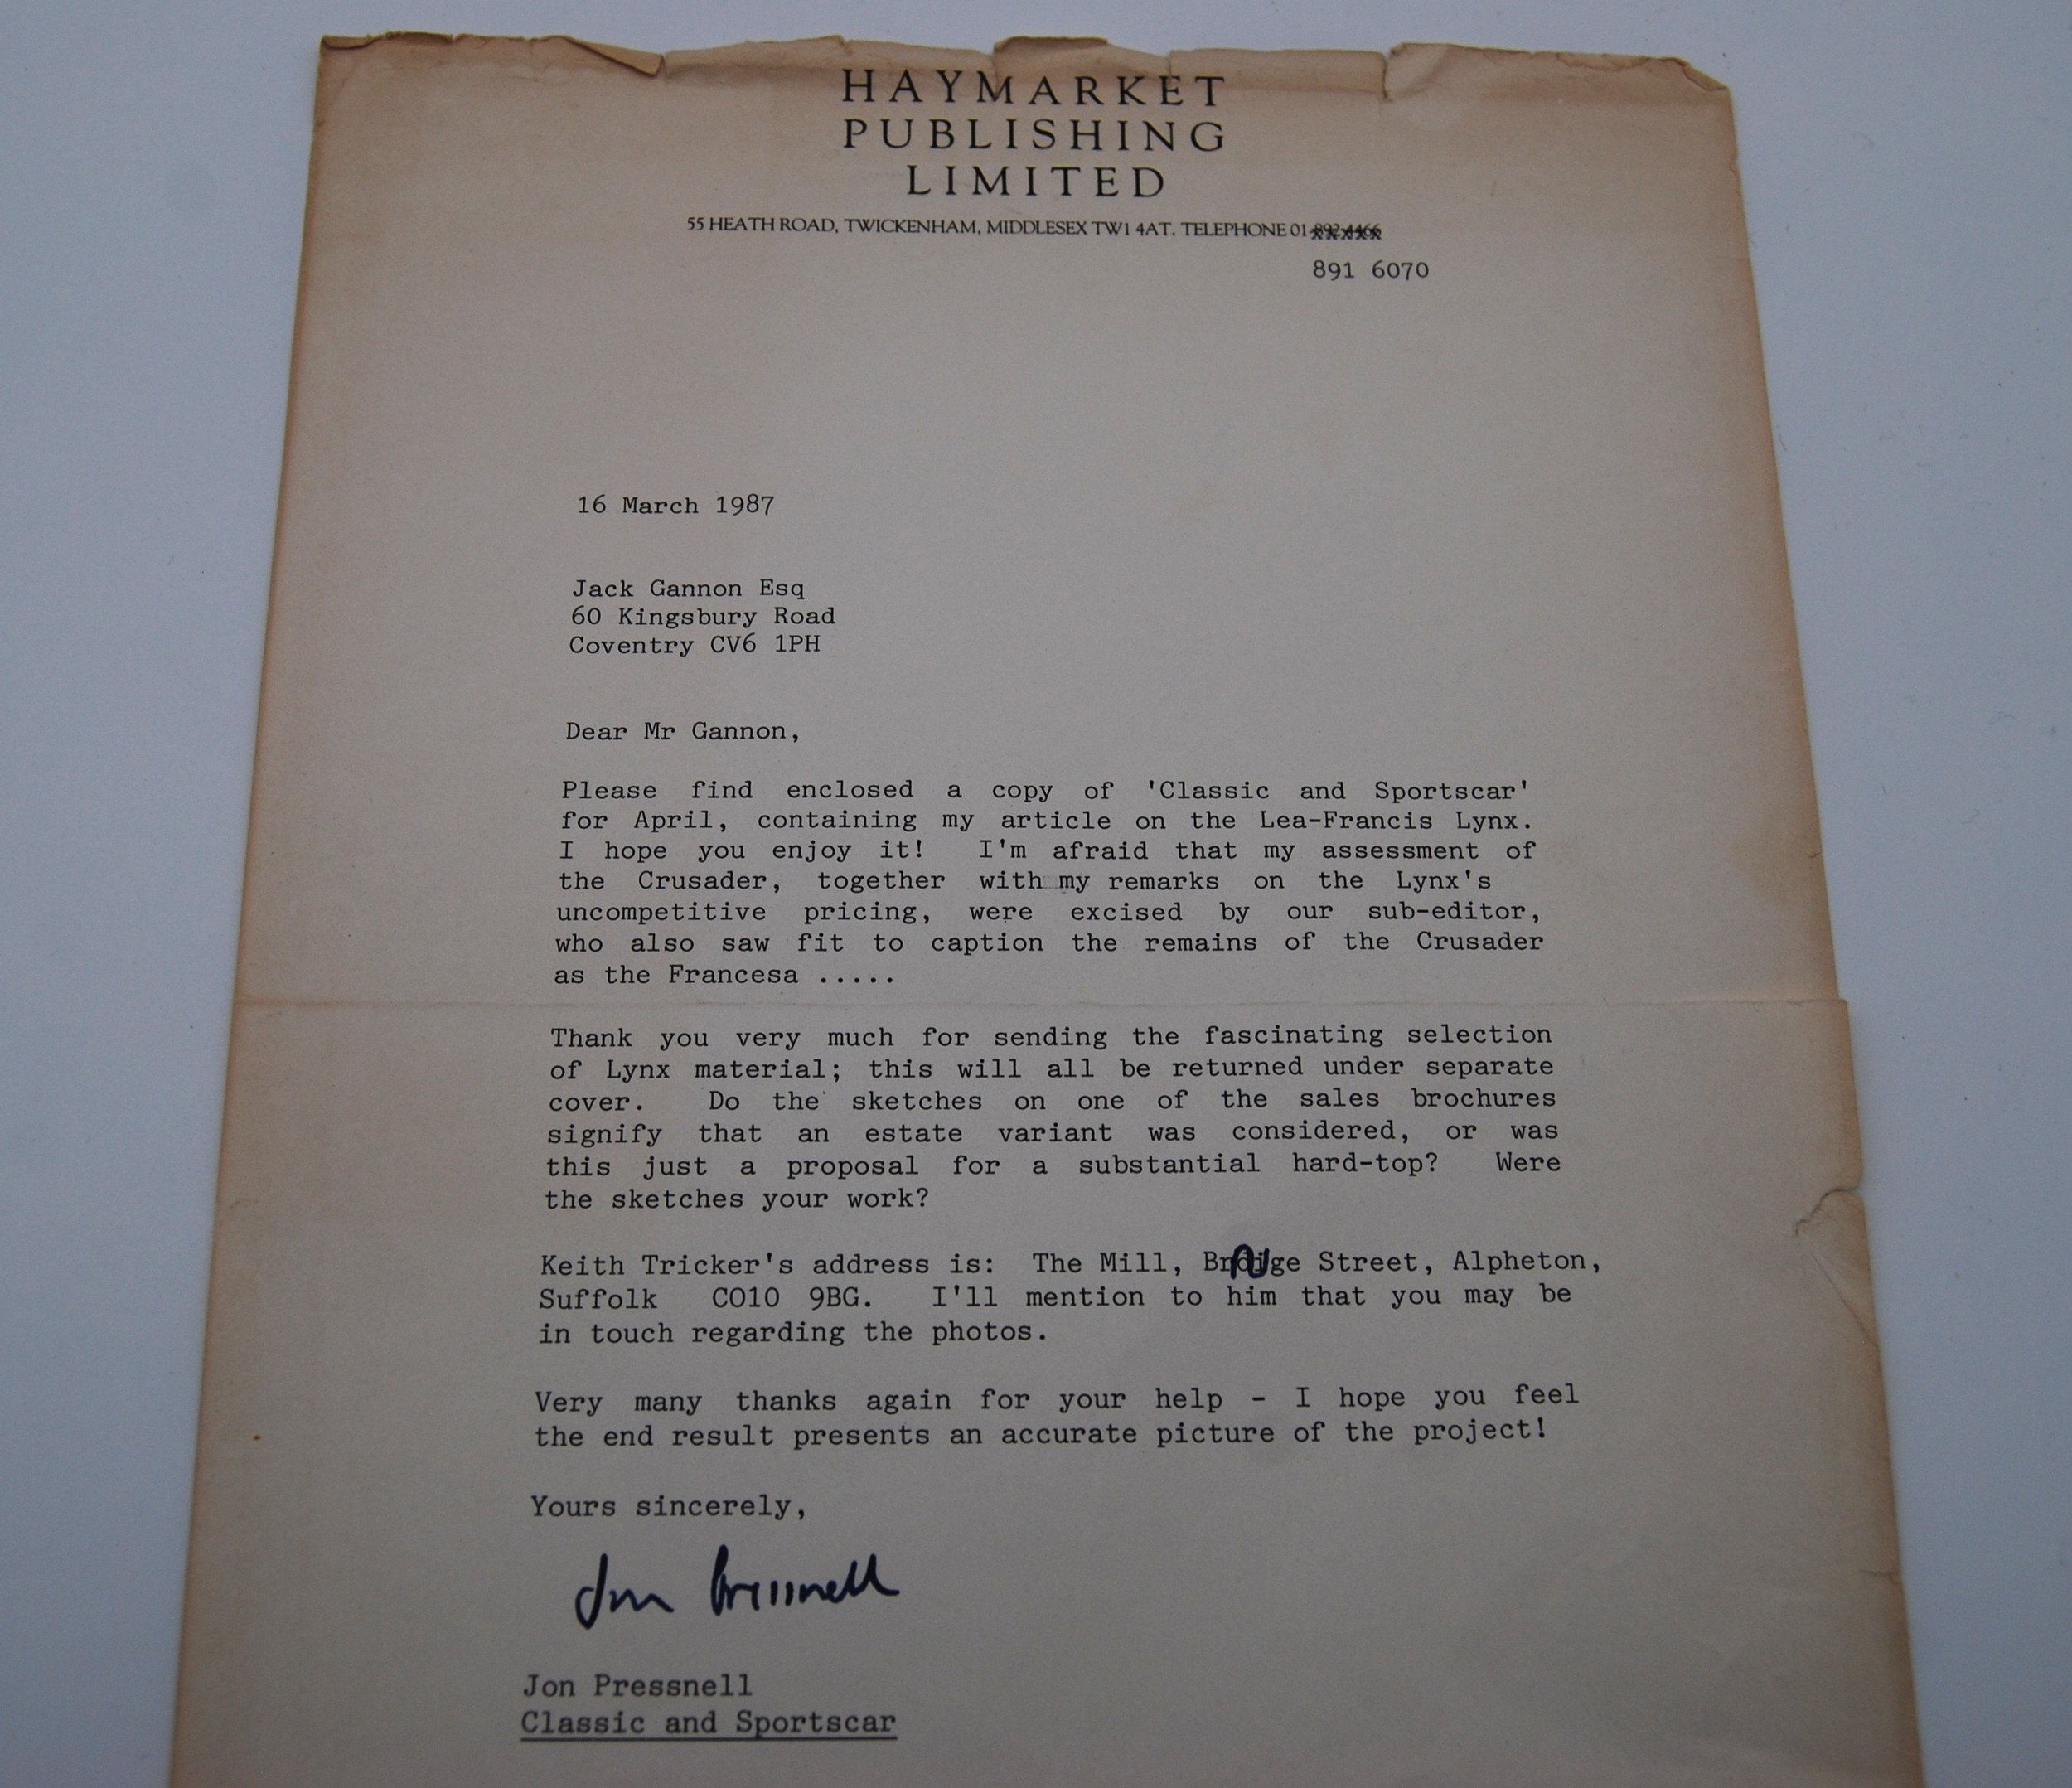 HAYMARKET
PUBLISHING
LIMITED
55 HEATH ROAD, TWICKENHAM, MIDDLESEX TW1 4AT. TELEPHONE 01-892 4466
891 6070
16 March 1987
Jack Gannon Esq
60 Kingsbury Road
Coventry CV6 1PH
Dear Mr Gannon,
Please find enclosed a copy of 'Classic and Sportscar'
for April, containing my article on the Lea-Francis Lynx.
I hope you enjoy it! I'm afraid that my assessment of
the Crusader, together with my remarks on the Lynx's
uncompetitive pricing, were excised by our sub-editor,
who also saw fit to caption the remains of the Crusader
as the Francesa .....
Thank you very much for sending the fascinating selection
of Lynx material; this will all be returned under separate
cover. Do the sketches on one of the sales brochures
signify that an estate variant was considered, or was
this just a proposal for a substantial hard-top? Were
the sketches your work?
Keith Tricker's address is: The Mill, Bridge Street, Alpheton,
Suffolk CO10 9BG. I'll mention to him that you may be
in touch regarding the photos.
Very many thanks again for your help - I hope you feel
the end result presents an accurate picture of the project!
Yours sincerely,
Jon Pressnell
Jon Pressnell
Classic and Sportscar